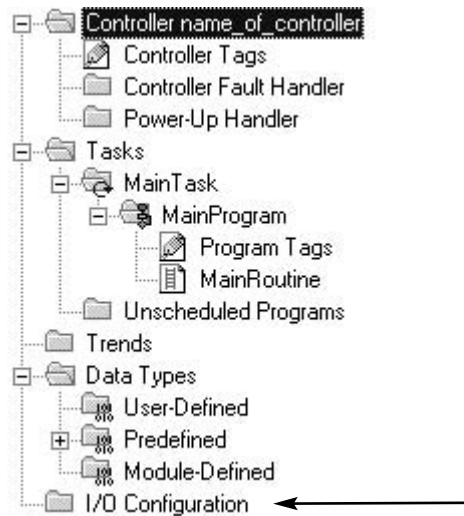 Controller name_of_controller
Controller Tags
Controller Fault Handler
Power-Up Handler
Tasks
MainTask
MainProgram
Program Tags
MainRoutine
Unscheduled Programs
Trends
Data Types
User-Defined
Predefined
Module-Defined
I/O Configuration